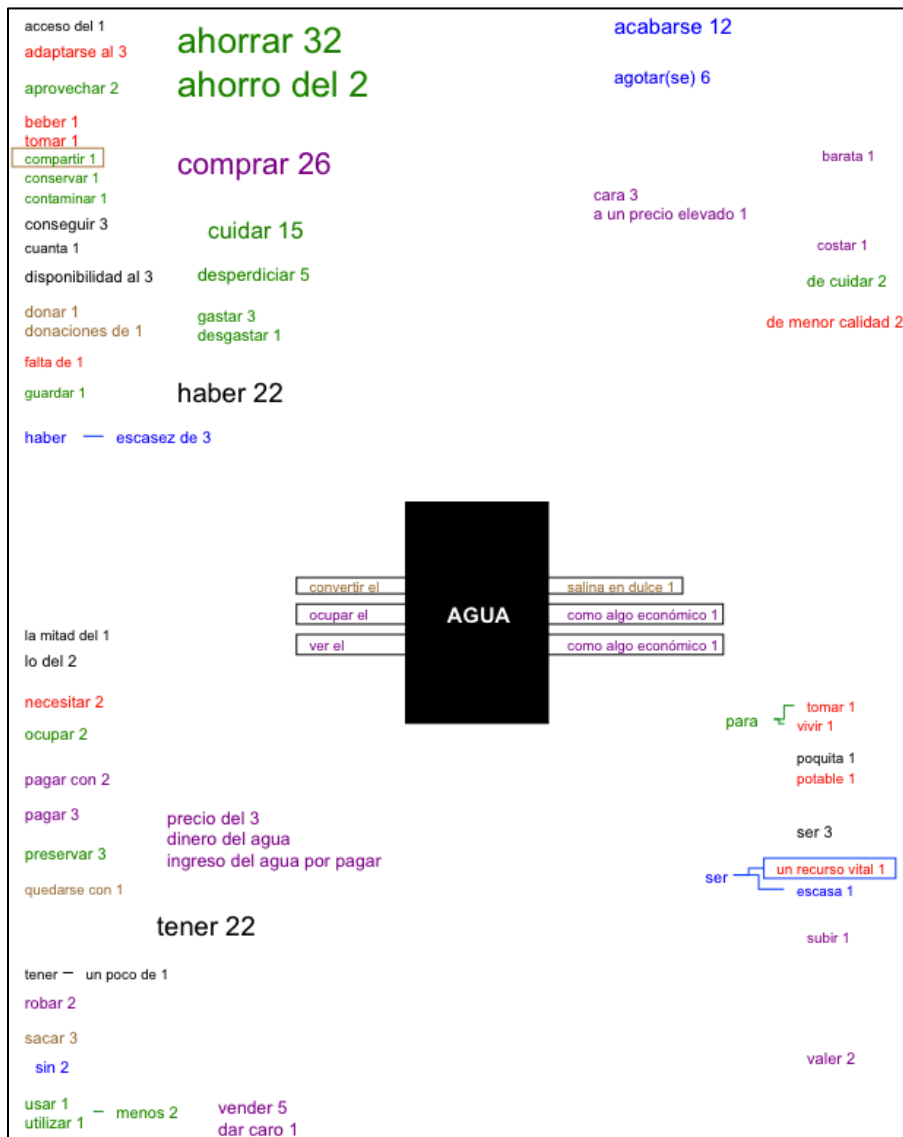 acceso del 1
adaptarse al 3
ahorrar 32
acabarse 12
aprovechar 2
ahorro del 2
agotar(se) 6
beber 1
tomar 1
compartir 1
conservar 1
contaminar 1
comprar 26
barata 1
cara 3
a un precio elevado 1
conseguir 3
cuidar 15
cuanta 1
costar 1
disponibilidad al 3
desperdiciar 5
de cuidar 2
donar 1
donaciones de 1
gastar 3
desgastar 1
de menor calidad 2
falta de 1
guardar 1
haber 22
haber — escasez de 3
convertir el
salina en dulce 1
ocupar el
AGUA
como algo económico 1
ver el
como algo económico 1
la mitad del 1
lo del 2
necesitar 2
ocupar 2
para
tomar 1
vivir 1
poquita 1
potable 1
pagar con 2
pagar 3
precio del 3
dinero del agua
ingreso del agua por pagar
ser 3
preservar 3
quedarse con 1
ser
un recurso vital 1
escasa 1
tener 22
subir 1
tener – un poco de 1
robar 2
sacar 3
sin 2
valer 2
usar 1
utilizar 1
– menos 2
vender 5
dar caro 1